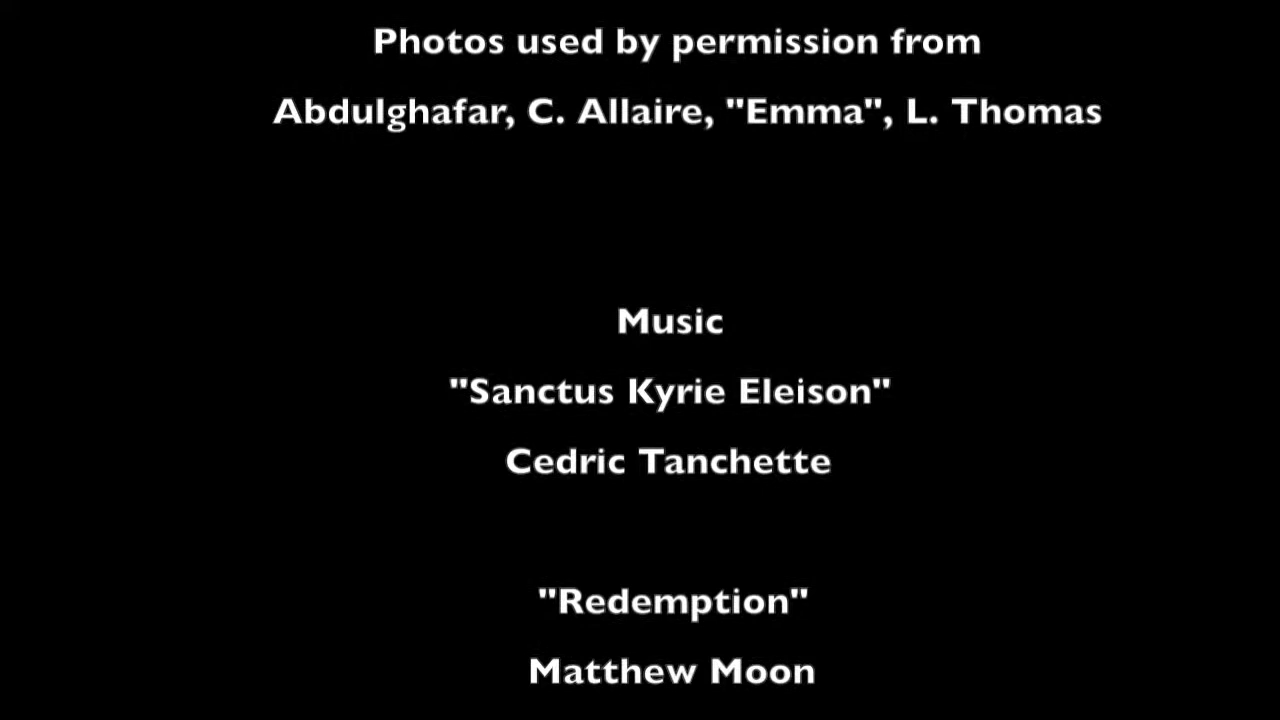 Photos used by permission from
Abdulghafar, C. Allaire, "Emma", L. Thomas
Music
"Sanctus Kyrie Eleison"
Cedric Tanchette
"Redemption"
Matthew Moon